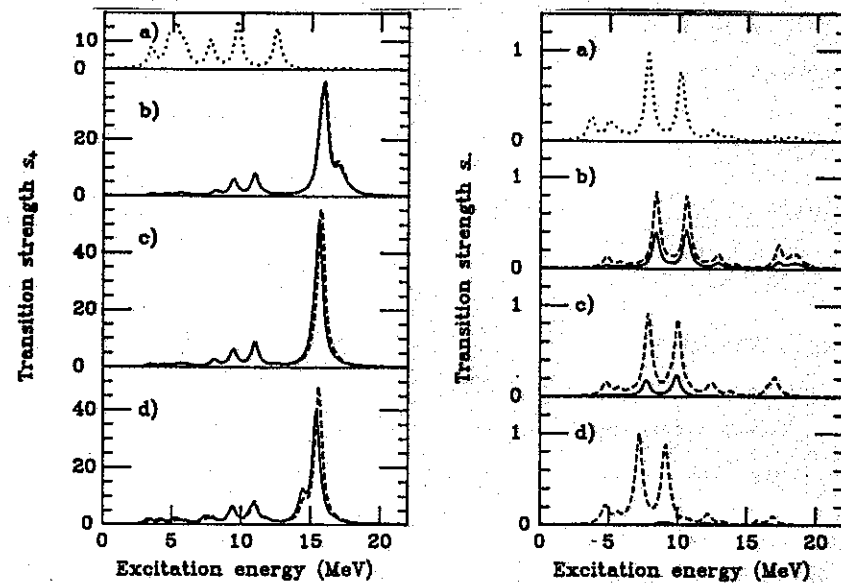 Transition strength s₊
a)
10
0
b)
20
0
c)
40
20
0
d)
40
20
0
0 5 10 15 20
Excitation energy (MeV)
Transition strength s₋
a)
1
0
b)
1
0
c)
1
0
d)
1
0
0 5 10 15 20
Excitation energy (MeV)